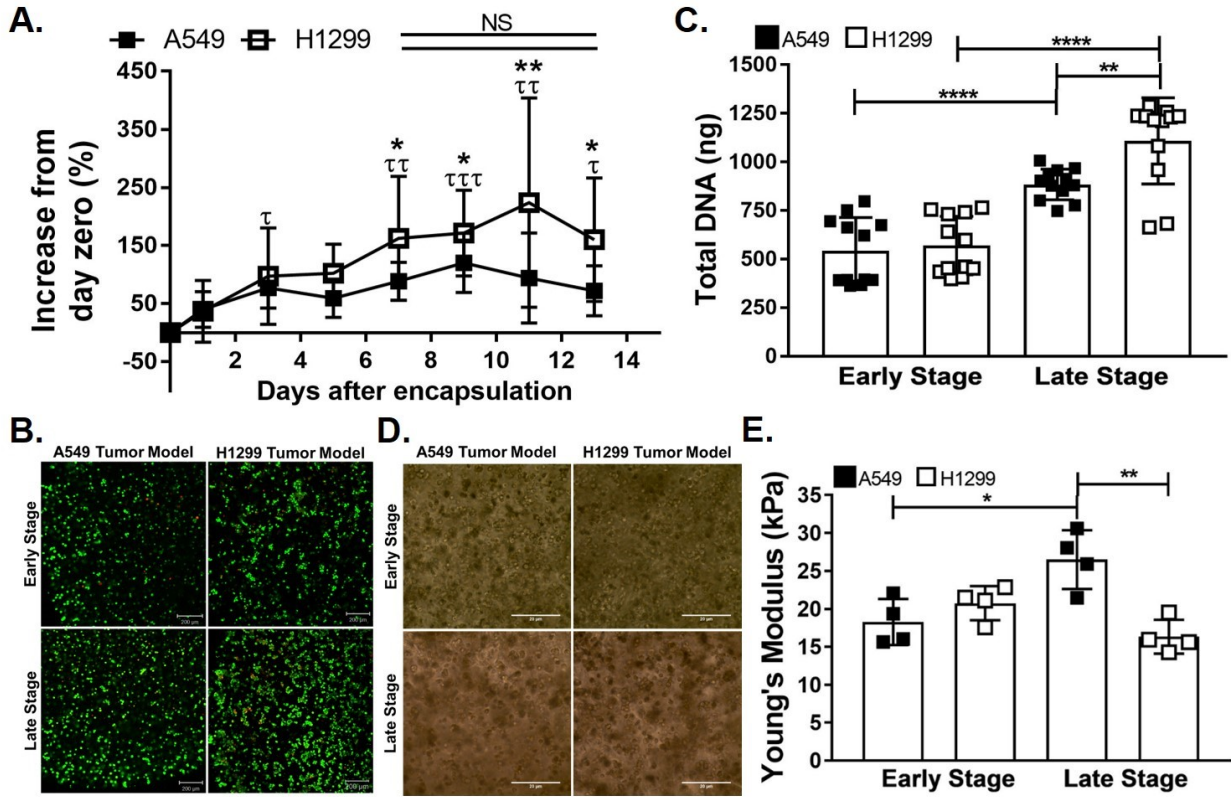 A.
A549 H1299
NS
**
ττ
*
ττ
*
τττ
*
τ
τ
450
350
250
150
50
-50
Increase from
day zero (%)
2 4 6 8 10 12 14
Days after encapsulation
C.
A549 H1299
****
**
****
1500
1250
1000
750
500
250
0
Total DNA (ng)
Early Stage Late Stage
B.
A549 Tumor Model H1299 Tumor Model
Early Stage
Late Stage
200 µm
200 µm
200 µm
200 µm
D.
A549 Tumor Model H1299 Tumor Model
Early Stage
Late Stage
E.
A549 H1299
**
*
35
30
25
20
15
10
5
0
Young's Modulus (kPa)
Early Stage Late Stage